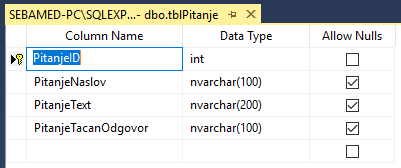 SEBAMED-PC\SQLEXP...- dbo.tblPitanje
Column Name Data Type Allow Nulls
PitanjeID int
PitanjeNaslov nvarchar(100)
PitanjeText nvarchar(200)
PitanjeTacanOdgovor nvarchar(100)